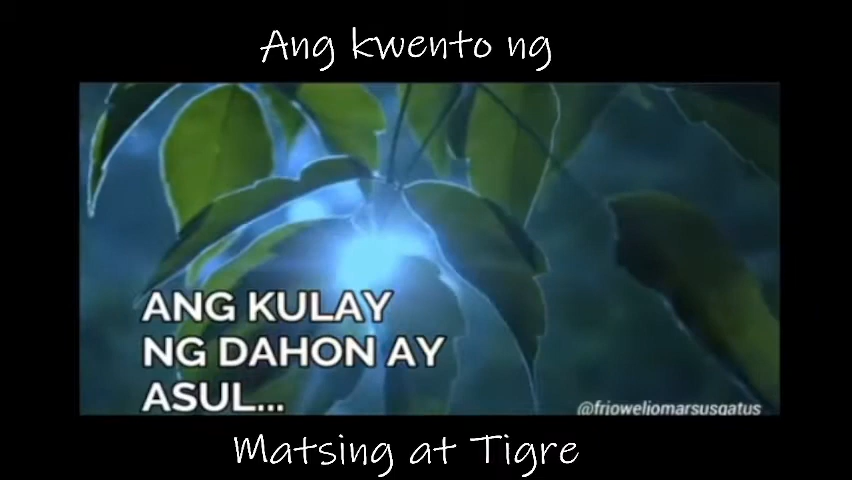 Ang kwento ng
ANG KULAY
NG DAHON AY
ASUL...
@frioweliomarsusgatus
Matsing at Tigre